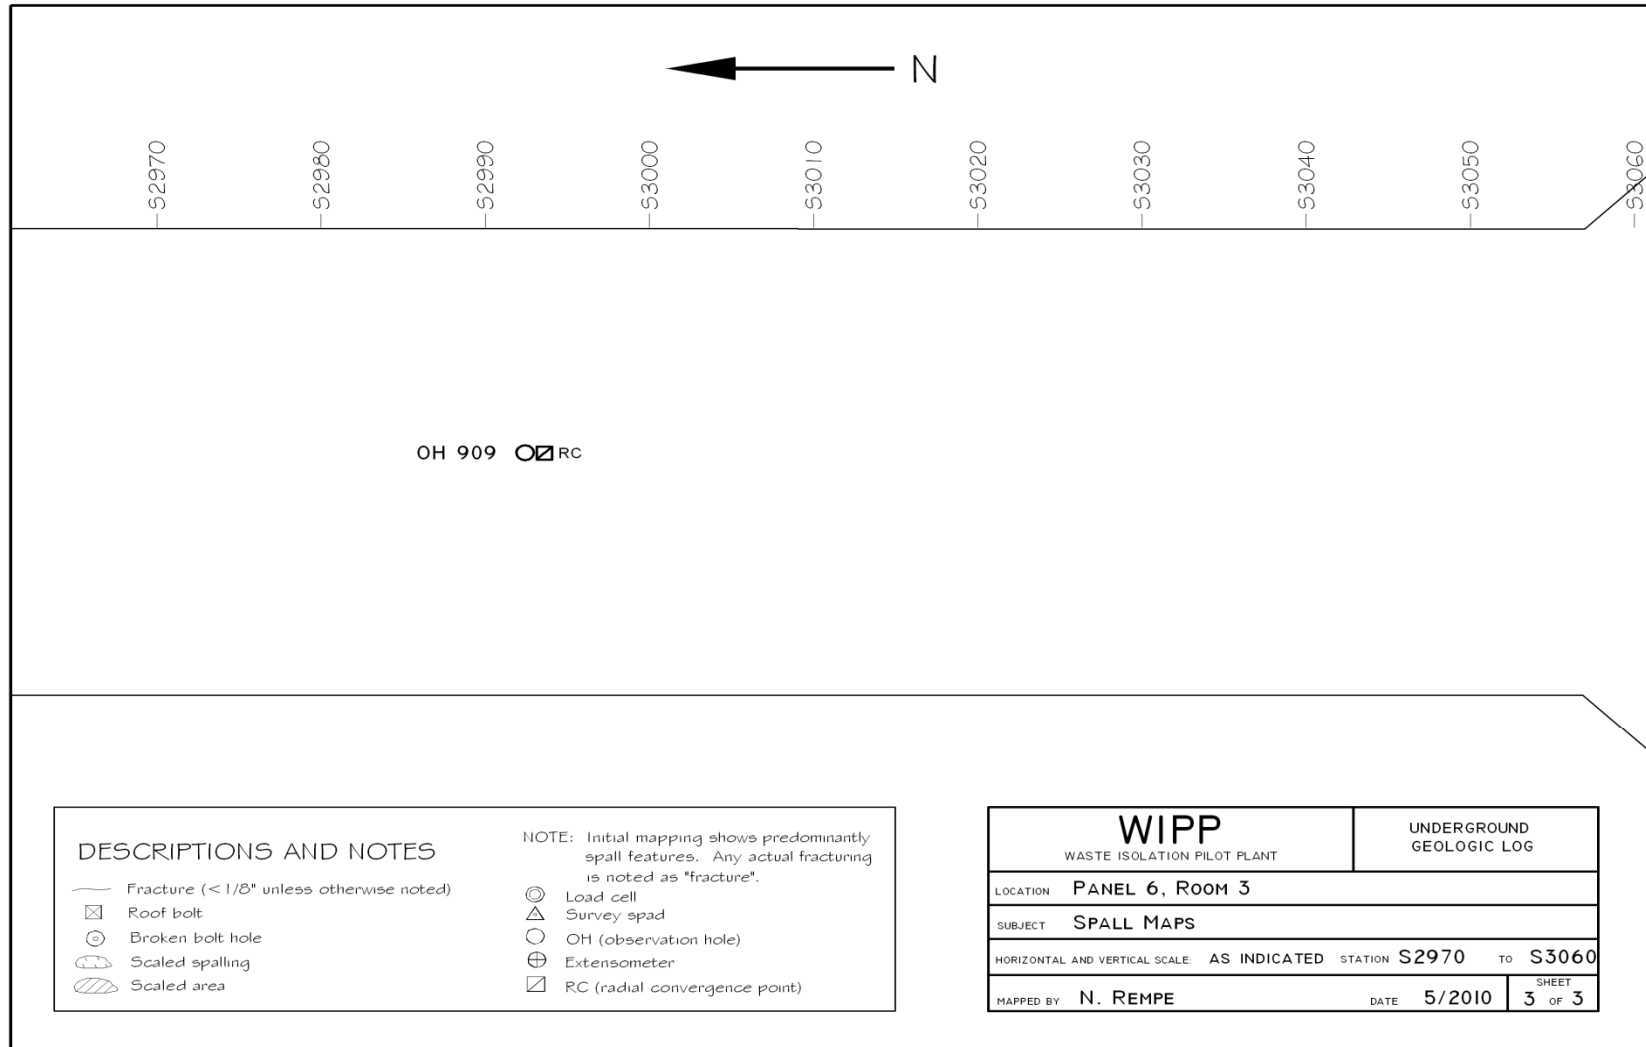 N
S2970
S2980
S2990
S3000
S3010
S3020
S3030
S3040
S3050
S3060
OH 909 RC
DESCRIPTIONS AND NOTES
Fracture (< 1/8" unless otherwise noted)
Roof bolt
Broken bolt hole
Scaled spalling
Scaled area
NOTE: Initial mapping shows predominantly
spall features. Any actual fracturing
is noted as "fracture".
Load cell
Survey spad
OH (observation hole)
Extensometer
RC (radial convergence point)
WIPP
WASTE ISOLATION PILOT PLANT
UNDERGROUND
GEOLOGIC LOG
LOCATION PANEL 6, ROOM 3
SUBJECT SPALL MAPS
HORIZONTAL AND VERTICAL SCALE: AS INDICATED STATION S2970 TO S3060
MAPPED BY N. REMPE DATE 5/2010
SHEET
3 OF 3